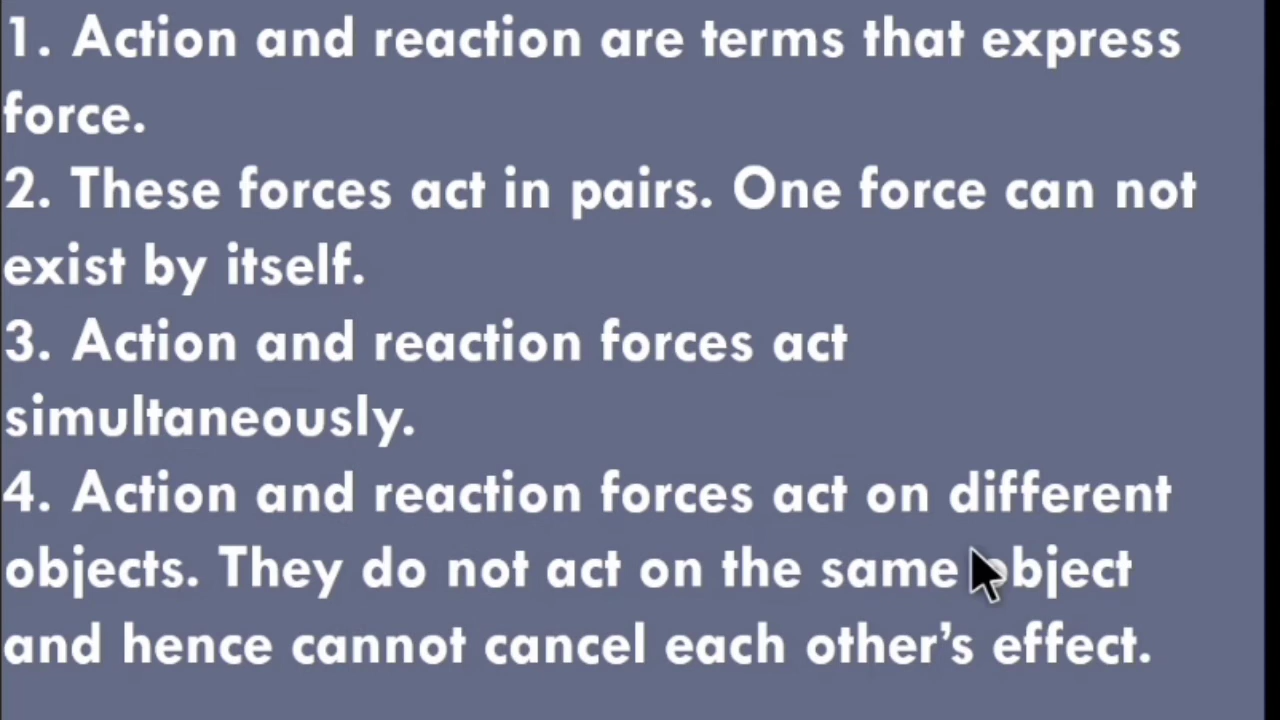 1. Action and reaction are terms that express
force.
2. These forces act in pairs. One force can not
exist by itself.
3. Action and reaction forces act
simultaneously.
4. Action and reaction forces act on different
objects. They do not act on the same object
and hence cannot cancel each other’s effect.